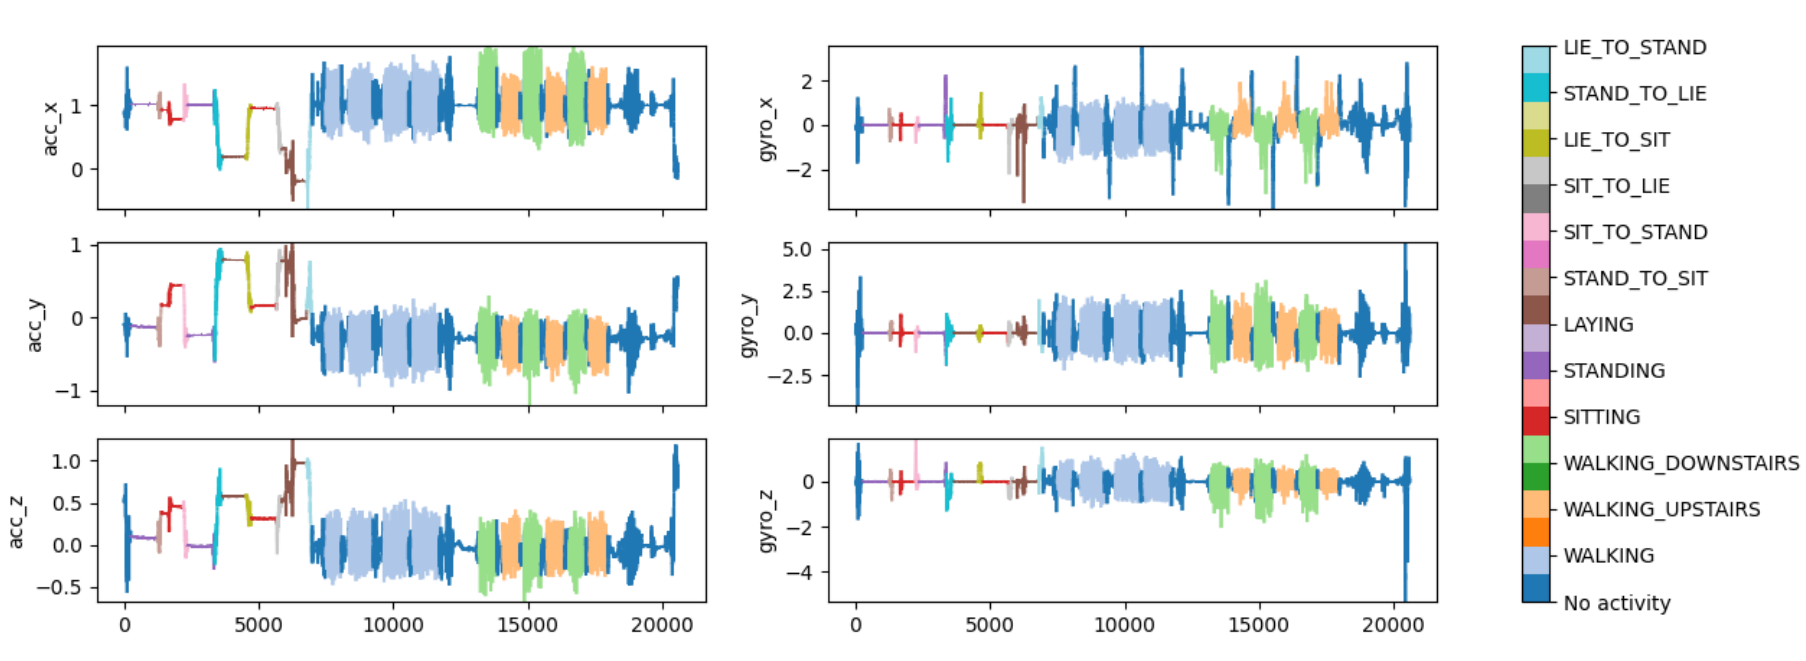 acc_x
1
0
0
5000
10000
15000
20000
acc_y
1
0
−1
acc_z
1.0
0.5
0.0
−0.5
gyro_x
2
0
−2
gyro_y
5.0
2.5
0.0
−2.5
gyro_z
0
−2
−4
0
5000
10000
15000
20000
LIE_TO_STAND
STAND_TO_LIE
LIE_TO_SIT
SIT_TO_LIE
SIT_TO_STAND
STAND_TO_SIT
LAYING
STANDING
SITTING
WALKING_DOWNSTAIRS
WALKING_UPSTAIRS
WALKING
No activity